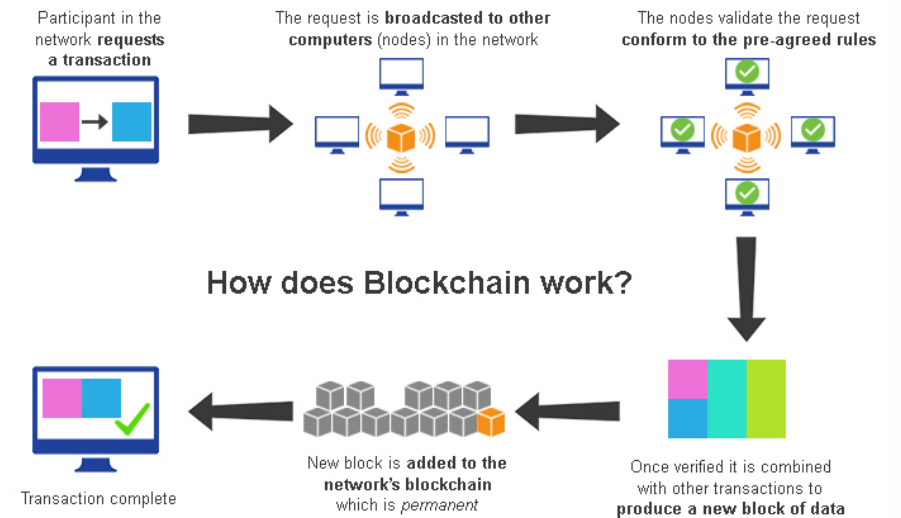 Participant in the
network requests
a transaction
The request is broadcasted to other
computers (nodes) in the network
The nodes validate the request
conform to the pre-agreed rules
How does Blockchain work?
Once verified it is combined
with other transactions to
produce a new block of data
New block is added to the
network's blockchain
which is permanent
Transaction complete